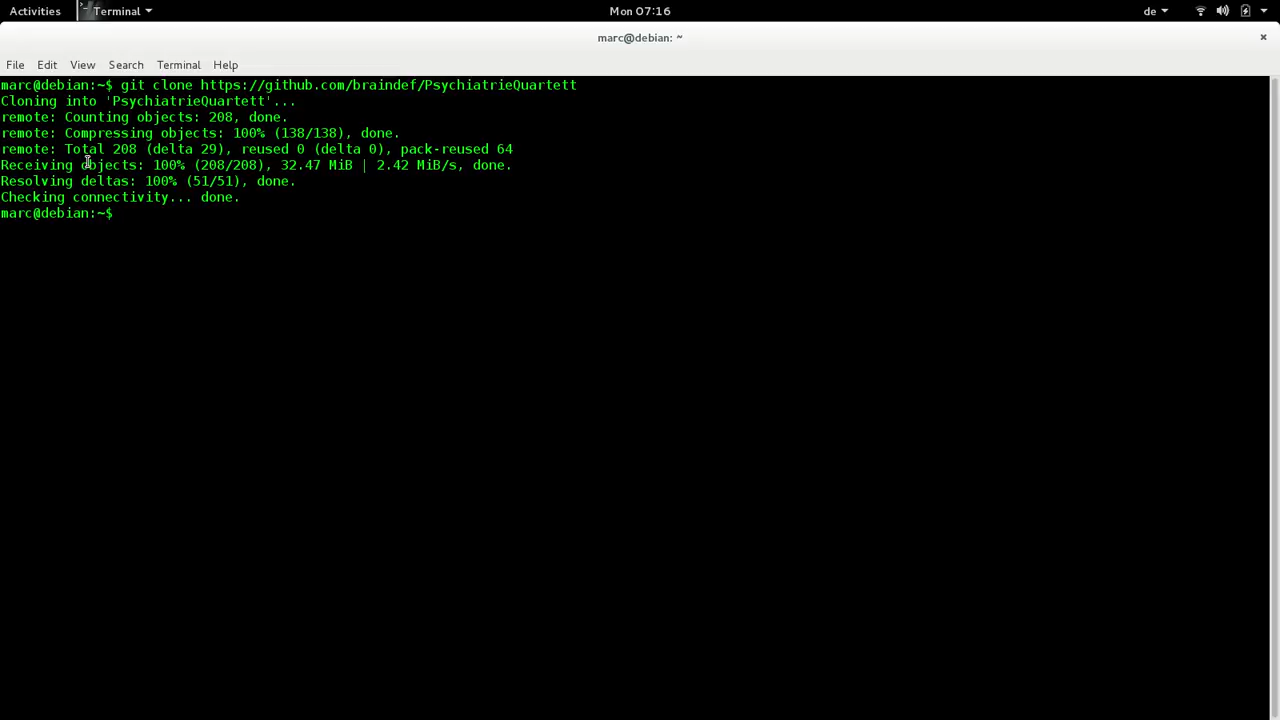 Activities Terminal Mon 07:16 de
marc@debian: ~
File Edit View Search Terminal Help
marc@debian:~$ git clone https://github.com/braindef/PsychiatrieQuartett
Cloning into 'PsychiatrieQuartett'...
remote: Counting objects: 208, done.
remote: Compressing objects: 100% (138/138), done.
remote: Total 208 (delta 29), reused 0 (delta 0), pack-reused 64
Receiving objects: 100% (208/208), 32.47 MiB | 2.42 MiB/s, done.
Resolving deltas: 100% (51/51), done.
Checking connectivity... done.
marc@debian:~$